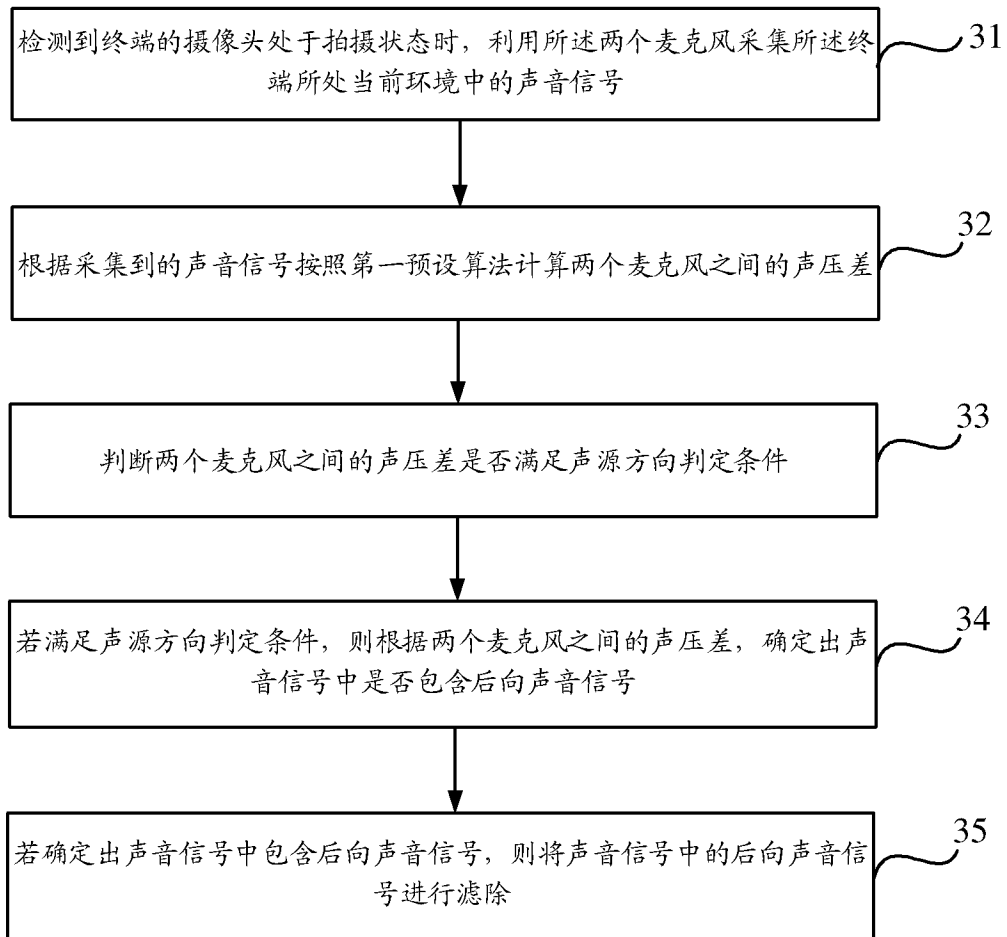 检测到终端的摄像头处于拍摄状态时，利用所述两个麦克风采集所述终
端所处当前环境中的声音信号
31
根据采集到的声音信号按照第一预设算法计算两个麦克风之间的声压差
32
判断两个麦克风之间的声压差是否满足声源方向判定条件
33
若满足声源方向判定条件，则根据两个麦克风之间的声压差，确定出声
音信号中是否包含后向声音信号
34
若确定出声音信号中包含后向声音信号，则将声音信号中的后向声音信
号进行滤除
35